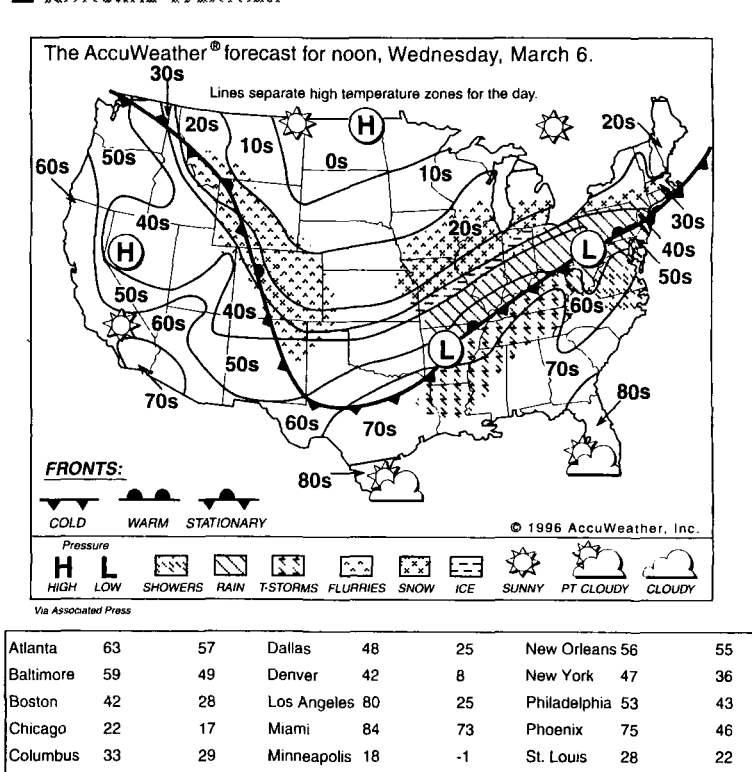 The AccuWeather® forecast for noon, Wednesday, March 6.
30s
Lines separate high temperature zones for the day.
20s
H
20s
10s
0s
10s
50s
60s
40s
20s
30s
H
L
40s
50s
50s
60s
40s
60s
L
50s
70s
70s
80s
60s
70s
80s
FRONTS:
COLD WARM STATIONARY
© 1996 AccuWeather, Inc.
Pressure
H L
HIGH LOW SHOWERS RAIN T-STORMS FLURRIES SNOW ICE SUNNY PT CLOUDY CLOUDY
Via Associated Press
Atlanta 63 57 Dallas 48 25 New Orleans 56 55
Baltimore 59 49 Denver 42 8 New York 47 36
Boston 42 28 Los Angeles 80 25 Philadelphia 53 43
Chicago 22 17 Miami 84 73 Phoenix 75 46
Columbus 33 29 Minneapolis 18 -1 St. Louis 28 22